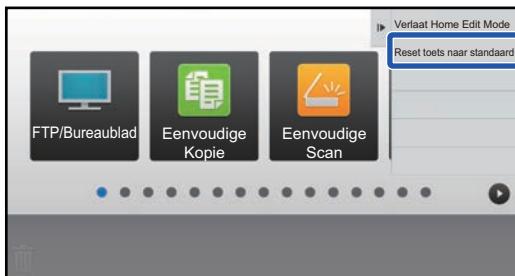 Verlaat Home Edit Mode
Reset toets naar standaard
FTP/Bureaublad
Eenvoudige
Kopie
Eenvoudige
Scan